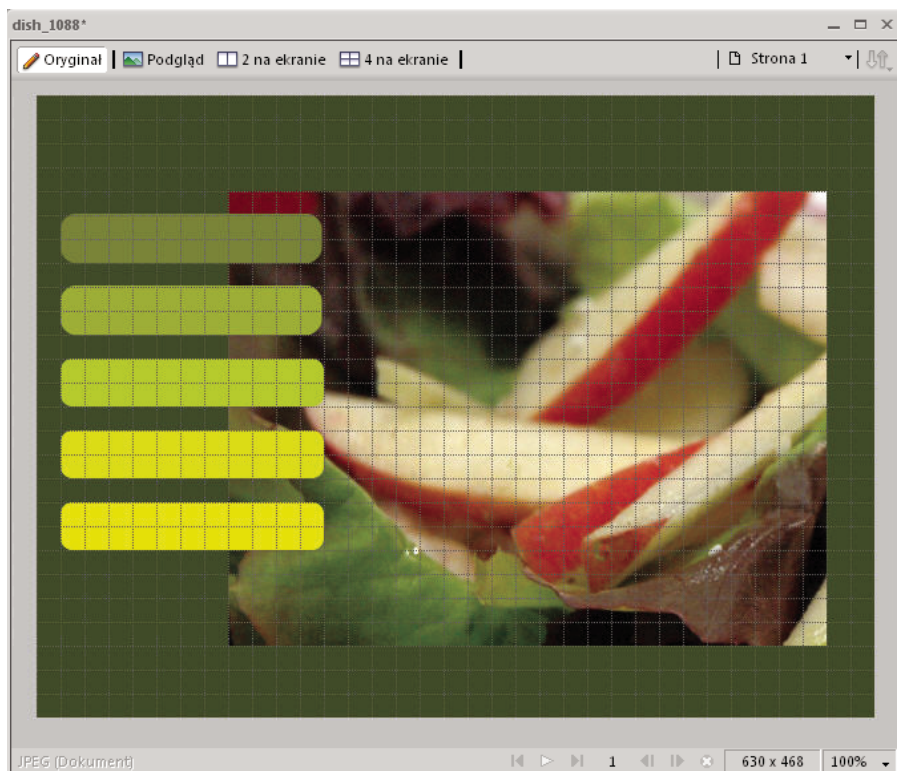 dish_1088*
Oryginał Podgląd 2 na ekranie 4 na ekranie Strona 1
JPEG (Dokument) 1 630 x 468 100%